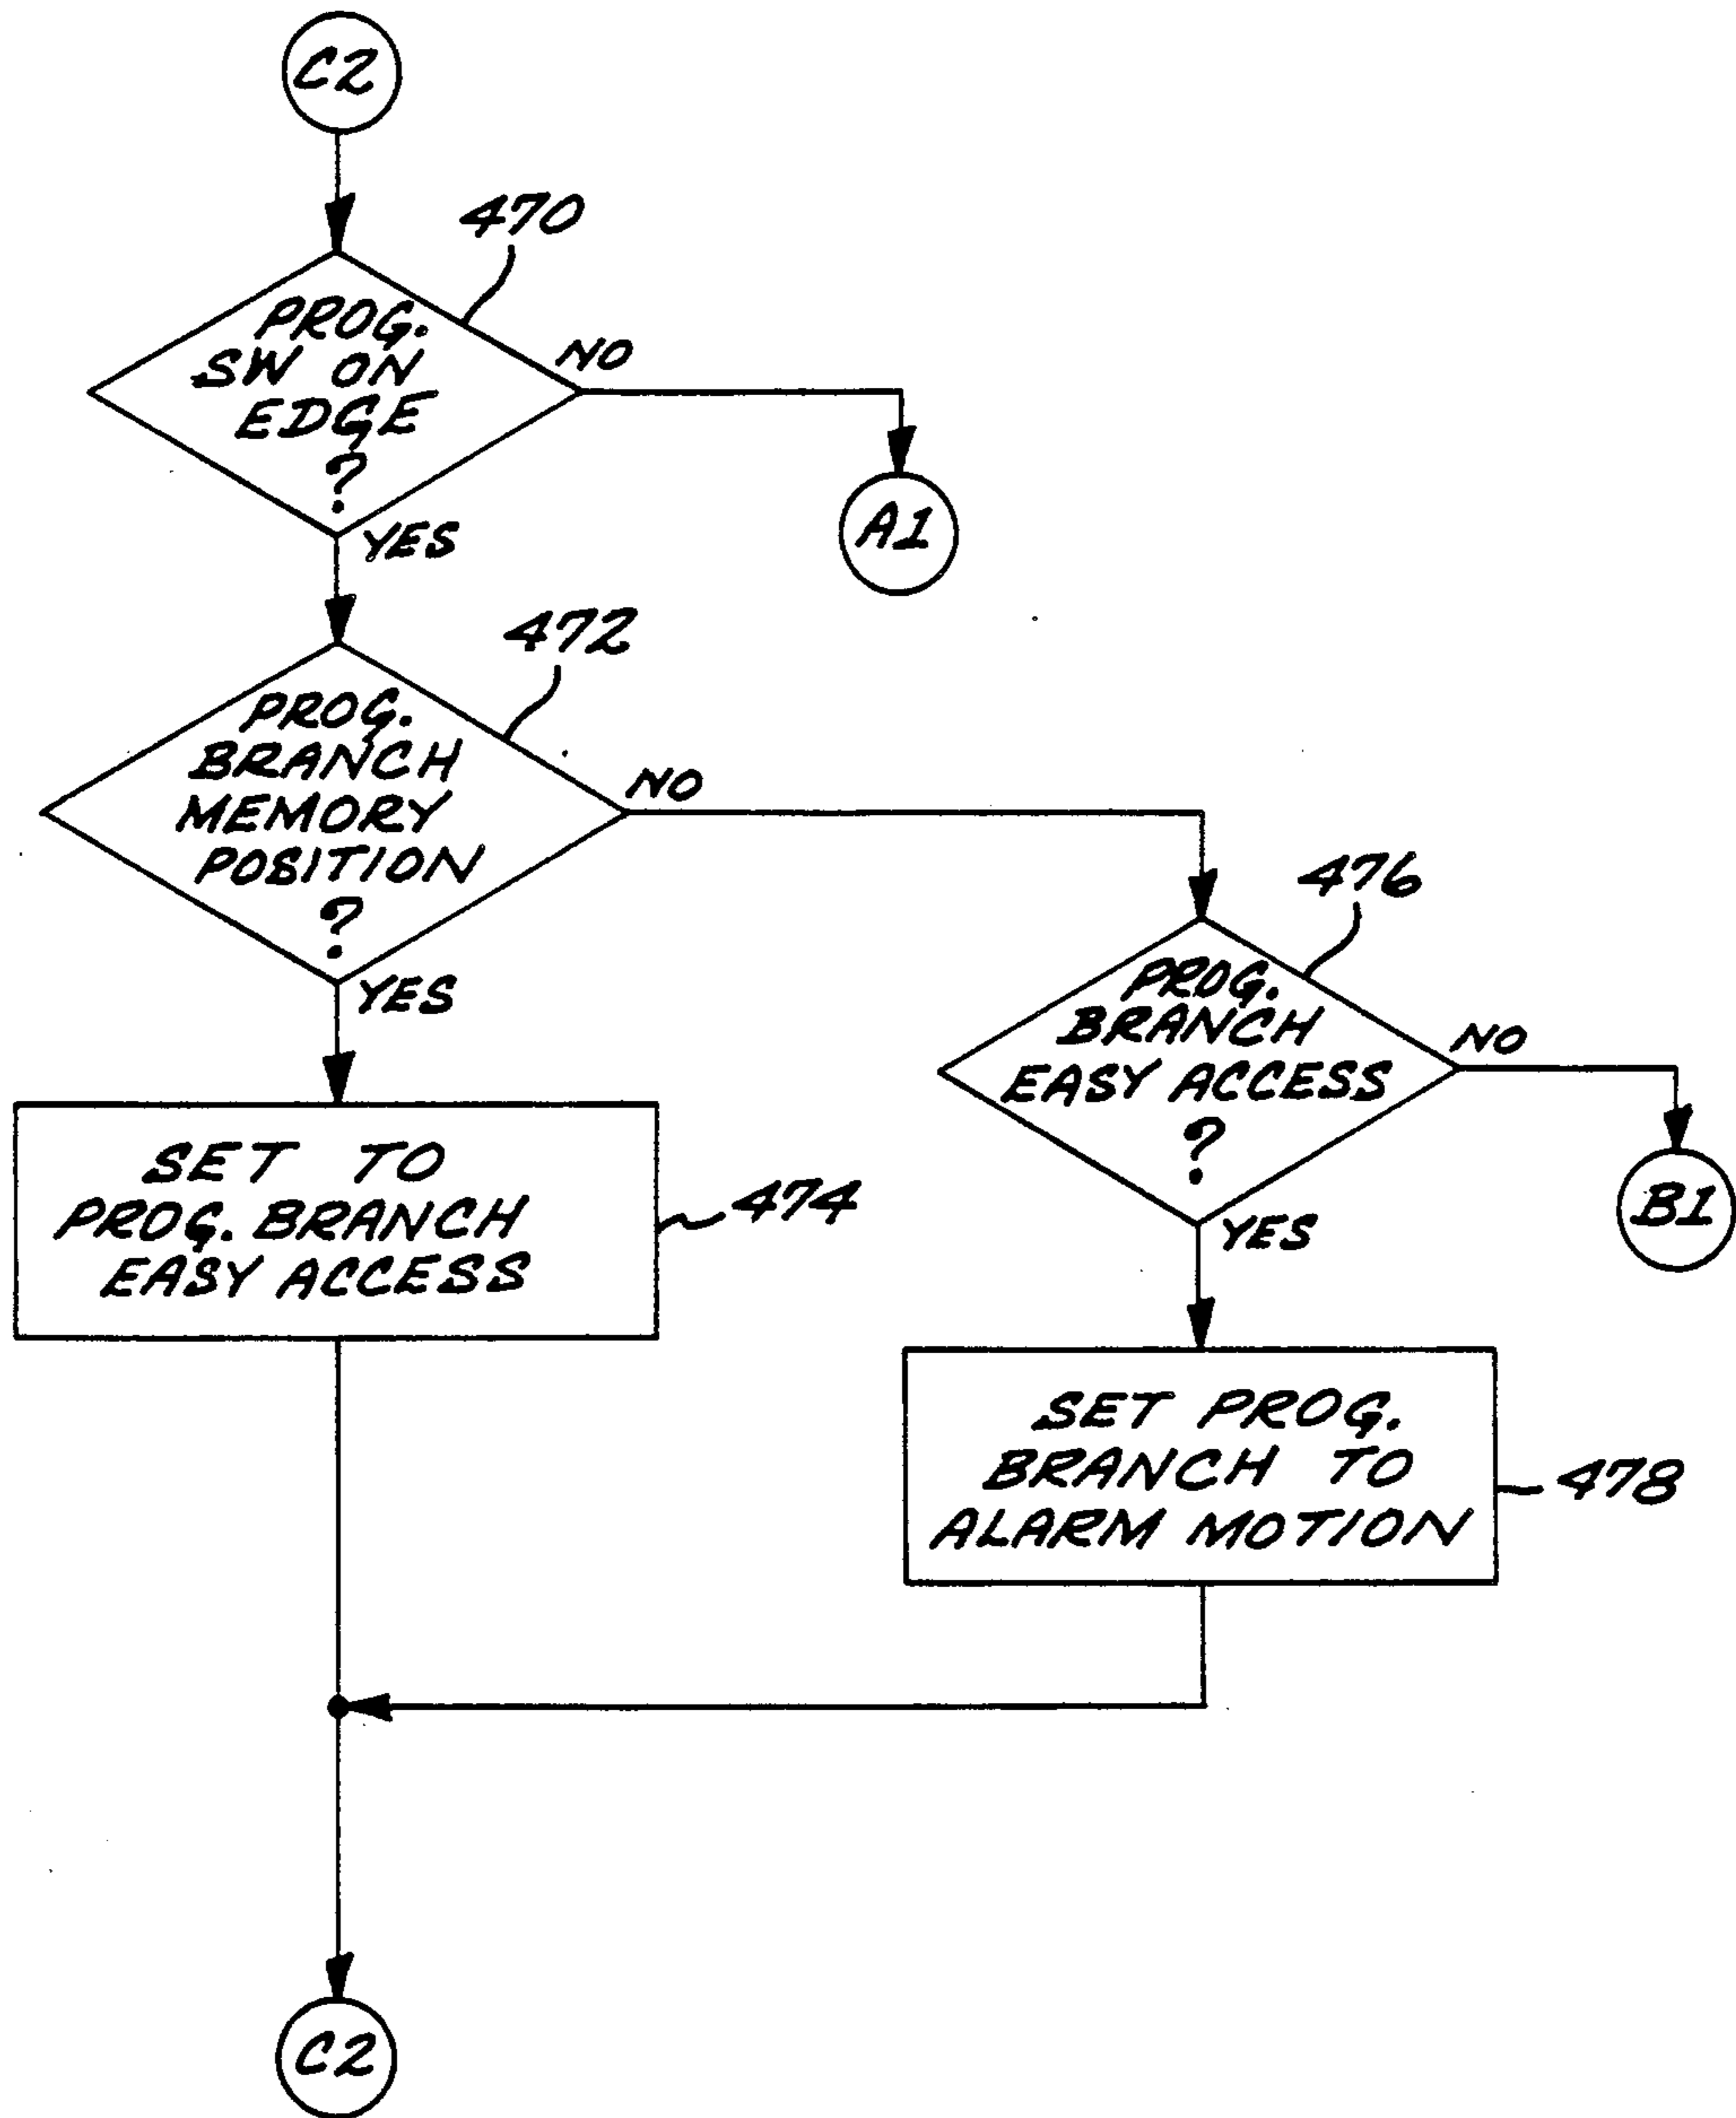 C2
470
PROG.
SW ON
EDGE
?
NO
YES
A1
472
PROG.
BRANCH
MEMORY
POSITION
?
NO
YES
476
PROG.
BRANCH
EASY ACCESS
?
NO
YES
B1
SET TO
PROG. BRANCH
EASY ACCESS
474
SET PROG.
BRANCH TO
ALARM MOTION
478
C2